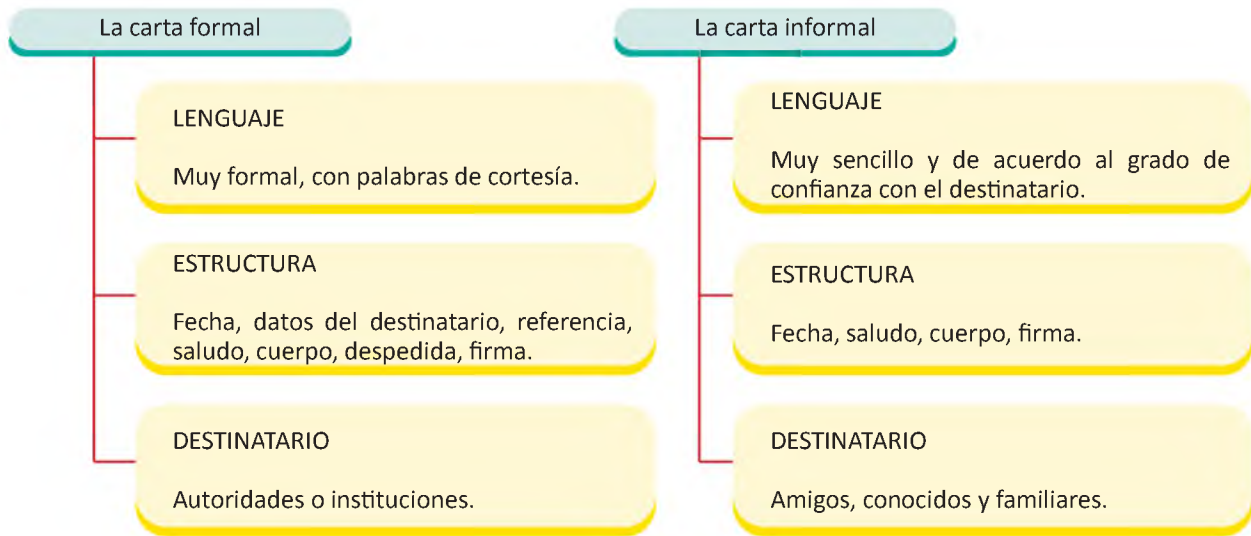 La carta formal
LENGUAJE
Muy formal, con palabras de cortesía.
ESTRUCTURA
Fecha, datos del destinatario, referencia,
saludo, cuerpo, despedida, firma.
DESTINATARIO
Autoridades o instituciones.
La carta informal
LENGUAJE
Muy sencillo y de acuerdo al grado de
confianza con el destinatario.
ESTRUCTURA
Fecha, saludo, cuerpo, firma.
DESTINATARIO
Amigos, conocidos y familiares.